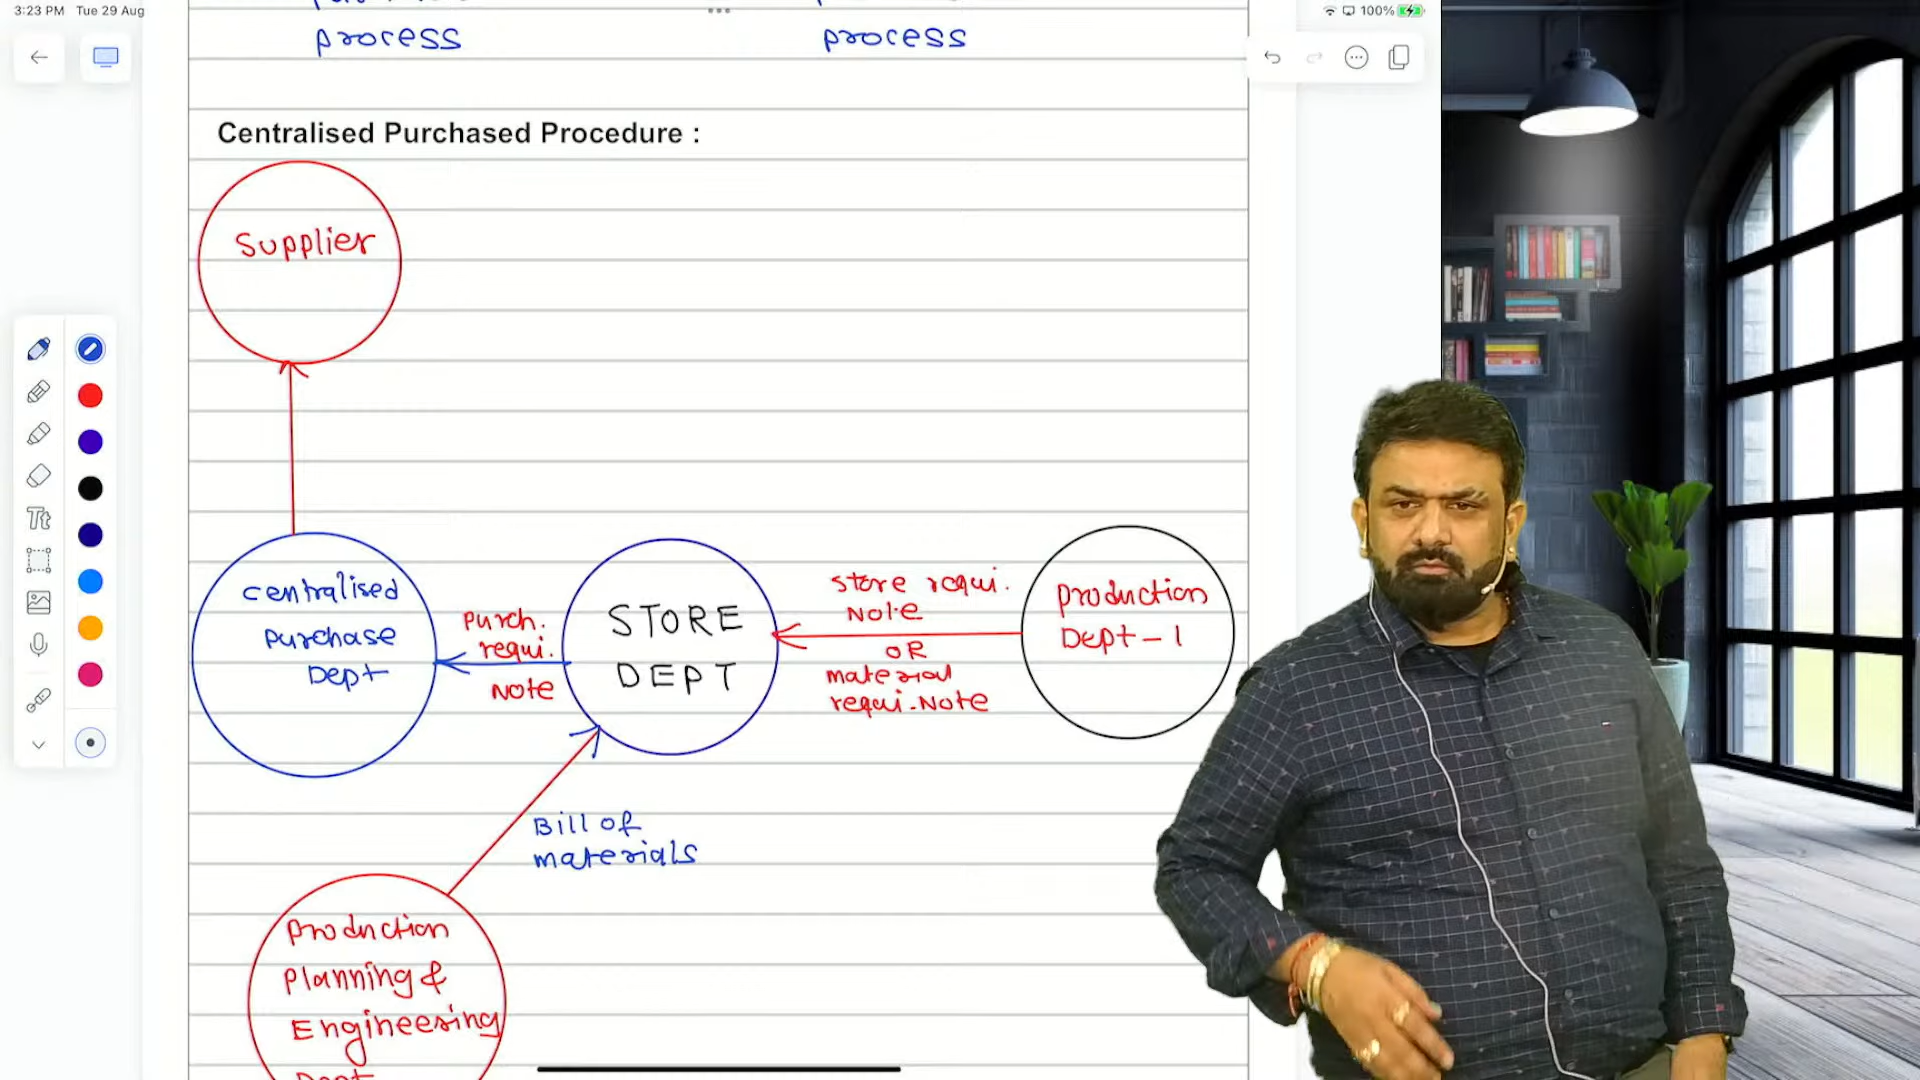 3:23 PM Tue 29 Aug
100%
process
process
Centralised Purchased Procedure :
Supplier
centralised
purchase
Dept
purch.
requi.
Note
STORE
DEPT
store requi.
Note
OR
material
requi. Note
production
Dept - 1
Bill of
materials
production
planning &
Engineering
Tt